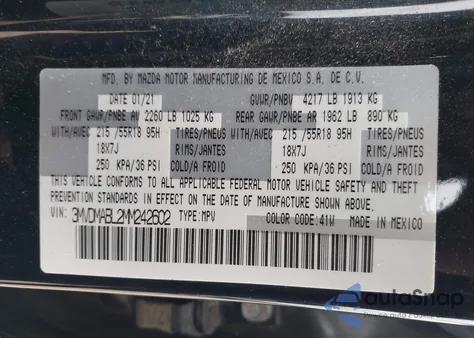 MFD. BY MAZDA MOTOR MANUFACTURING DE MEXICO S.A. DE C.V.
DATE 01/21 GVWR/PNBV 4217 LB 1913 KG
FRONT GAWR/PNBE AV 2260 LB 1025 KG REAR GAWR/PNBE AR 1962 LB 890 KG
WITH/AVEC 215 /55R18 95H TIRES/PNEUS WITH/AVEC 215 /55R18 95H TIRES/PNEUS
18X7J RIMS/JANTES 18X7J RIMS/JANTES
250 KPA/36 PSI COLD/A FROID 250 KPA/36 PSI COLD/A FROID
THIS VEHICLE CONFORMS TO ALL APPLICABLE FEDERAL MOTOR VEHICLE SAFETY AND THEFT
PREVENTION STANDARDS IN EFFECT ON THE DATE OF MANUFACTURE SHOWN ABOVE.
VIN: 3MVDMABL2MM242602 TYPE:MPV COLOR CODE:41W MADE IN MEXICO
autoSnap